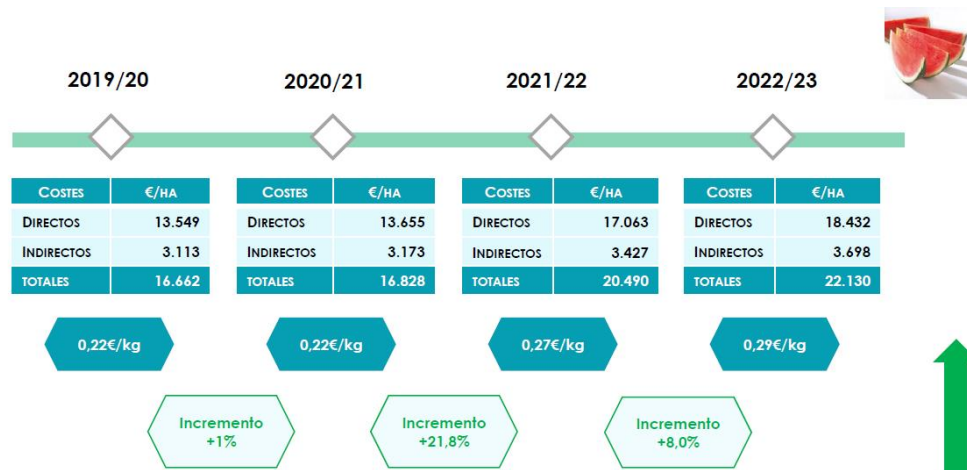 2019/20 2020/21 2021/22 2022/23
COSTES €/HA COSTES €/HA COSTES €/HA COSTES €/HA
DIRECTOS 13.549 DIRECTOS 13.655 DIRECTOS 17.063 DIRECTOS 18.432
INDIRECTOS 3.113 INDIRECTOS 3.173 INDIRECTOS 3.427 INDIRECTOS 3.698
TOTALES 16.662 TOTALES 16.828 TOTALES 20.490 TOTALES 22.130
0,22€/kg 0,22€/kg 0,27€/kg 0,29€/kg
Incremento Incremento Incremento
+1% +21,8% +8,0%